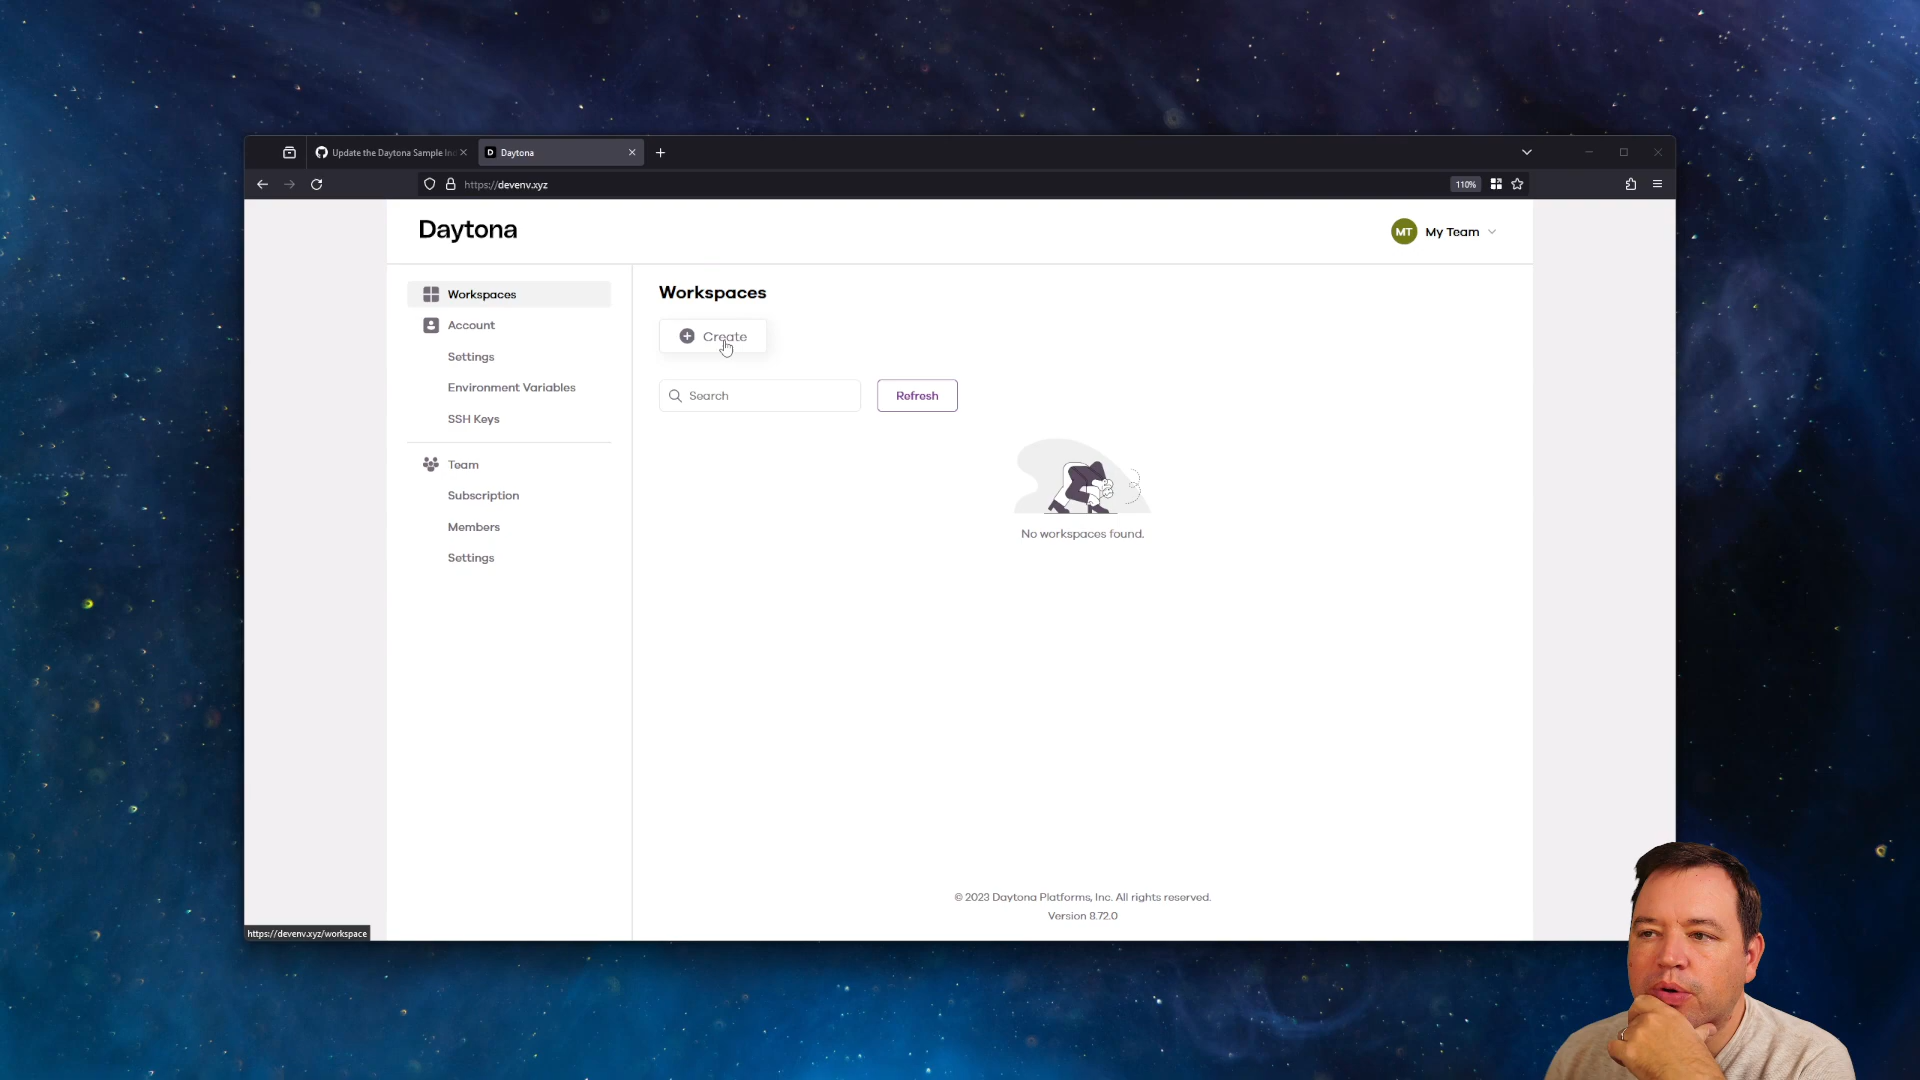 Update the Daytona Sample Ind
Daytona
https://devenv.xyz
110%
Daytona
MT
My Team
Workspaces
Account
Settings
Environment Variables
SSH Keys
Team
Subscription
Members
Settings
Workspaces
Create
Search
Refresh
No workspaces found.
© 2023 Daytona Platforms, Inc. All rights reserved.
Version 8.72.0
https://devenv.xyz/workspace